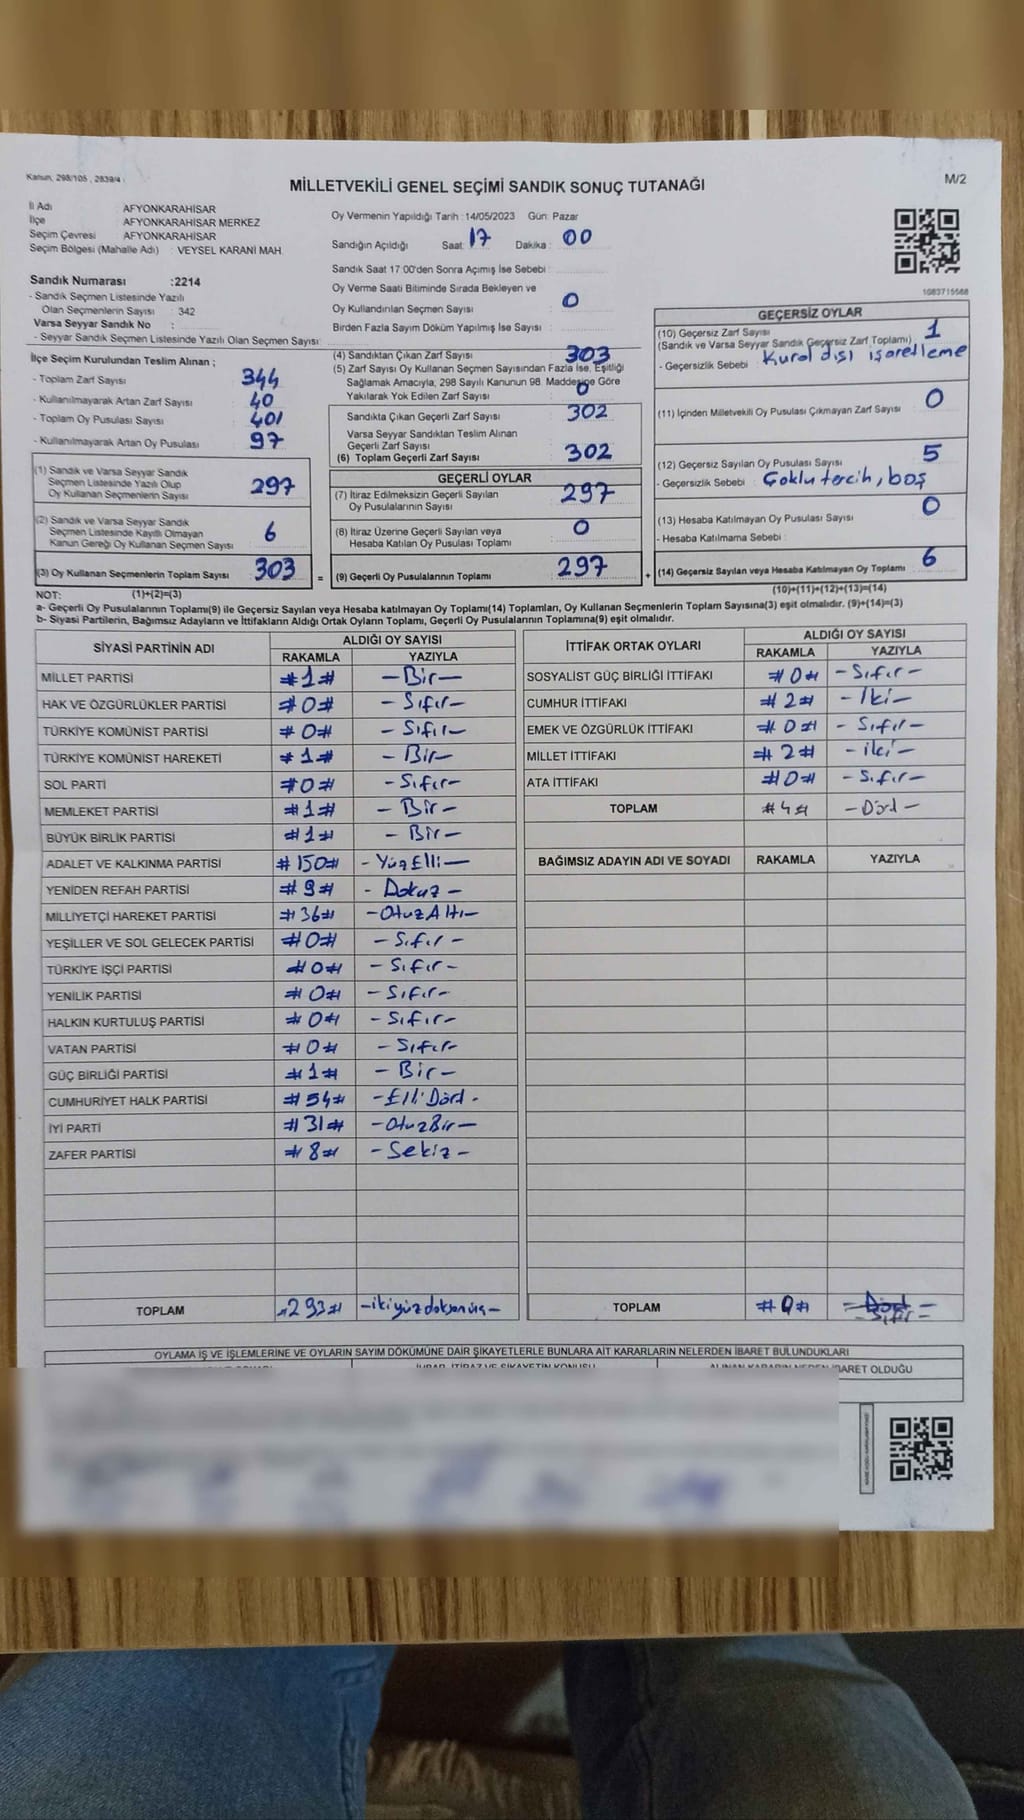 Kanun, 298/105 , 2839/4
MİLLETVEKİLİ GENEL SEÇİMİ SANDIK SONUÇ TUTANAĞI
M/2
İl Adı AFYONKARAHİSAR
İlçe AFYONKARAHİSAR MERKEZ
Seçim Çevresi AFYONKARAHİSAR
Seçim Bölgesi (Mahalle Adı) : VEYSEL KARANİ MAH.
Oy Vermenin Yapıldığı Tarih :14/05/2023 Gün: Pazar
Sandığın Açıldığı Saat: 17 Dakika : 00
Sandık Saat 17:00'den Sonra Açımış İse Sebebi :
Oy Verme Saati Bitiminde Sırada Bekleyen ve
Oy Kullandırılan Seçmen Sayısı 0
Birden Fazla Sayım Döküm Yapılmış İse Sayısı :
1083715568
Sandık Numarası :2214
- Sandık Seçmen Listesinde Yazılı
Olan Seçmenlerin Sayısı : 342
Varsa Seyyar Sandık No :
- Seyyar Sandık Seçmen Listesinde Yazılı Olan Seçmen Sayısı:
İlçe Seçim Kurulundan Teslim Alınan ;
- Toplam Zarf Sayısı 344
- Kullanılmayarak Artan Zarf Sayısı 40
- Toplam Oy Pusulası Sayısı 401
- Kullanılmayarak Artan Oy Pusulası 97
(1) Sandık ve Varsa Seyyar Sandık
Seçmen Listesinde Yazılı Olup
Oy Kullanan Seçmenlerin Sayısı 297
(2) Sandık ve Varsa Seyyar Sandık
Seçmen Listesinde Kayıtlı Olmayan
Kanun Gereği Oy Kullanan Seçmen Sayısı 6
(3) Oy Kullanan Seçmenlerin Toplam Sayısı 303 =
(4) Sandıktan Çıkan Zarf Sayısı 303
(5) Zarf Sayısı Oy Kullanan Seçmen Sayısından Fazla İse, Eşitliği
Sağlamak Amacıyla, 298 Sayılı Kanunun 98. Maddesine Göre
Yakılarak Yok Edilen Zarf Sayısı 0
Sandıkta Çıkan Geçerli Zarf Sayısı 302
Varsa Seyyar Sandıktan Teslim Alınan
Geçerli Zarf Sayısı
(6) Toplam Geçerli Zarf Sayısı 302
GEÇERLİ OYLAR
(7) İtiraz Edilmeksizin Geçerli Sayılan
Oy Pusulalarının Sayısı 297
(8) İtiraz Üzerine Geçerli Sayılan veya
Hesaba Katılan Oy Pusulası Toplamı 0
(9) Geçerli Oy Pusulalarının Toplamı 297 +
GEÇERSİZ OYLAR
(10) Geçersiz Zarf Sayısı 1
(Sandık ve Varsa Seyyar Sandık Geçersiz Zarf Toplamı)
- Geçersizlik Sebebi : Kural dışı işaretleme
(11) İçinden Milletvekili Oy Pusulası Çıkmayan Zarf Sayısı 0
(12) Geçersiz Sayılan Oy Pusulası Sayısı 5
- Geçersizlik Sebebi : Çoklu tercih, boş
(13) Hesaba Katılmayan Oy Pusulası Sayısı 0
- Hesaba Katılmama Sebebi :
(14) Geçersiz Sayılan veya Hesaba Katılmayan Oy Toplamı 6
NOT: (1)+(2)=(3) (10)+(11)+(12)+(13)=(14)
a- Geçerli Oy Pusulalarının Toplamı(9) ile Geçersiz Sayılan veya Hesaba katılmayan Oy Toplamı(14) Toplamları, Oy Kullanan Seçmenlerin Toplam Sayısına(3) eşit olmalıdır. (9)+(14)=(3)
b- Siyasi Partilerin, Bağımsız Adayların ve İttifakların Aldığı Ortak Oyların Toplamı, Geçerli Oy Pusulalarının Toplamına(9) eşit olmalıdır.
SİYASİ PARTİNİN ADI ALDIĞI OY SAYISI
RAKAMLA YAZIYLA
MİLLET PARTİSİ #1# -Bir-
HAK VE ÖZGÜRLÜKLER PARTİSİ #0# -Sıfır-
TÜRKİYE KOMÜNİST PARTİSİ #0# -Sıfır-
TÜRKİYE KOMÜNİST HAREKETİ #1# -Bir-
SOL PARTİ #0# -Sıfır-
MEMLEKET PARTİSİ #1# -Bir-
BÜYÜK BİRLİK PARTİSİ #1# -Bir-
ADALET VE KALKINMA PARTİSİ #150# -Yüz Elli-
YENİDEN REFAH PARTİSİ #9# -Dokuz-
MİLLİYETÇİ HAREKET PARTİSİ #36# -Otuz Altı-
YEŞİLLER VE SOL GELECEK PARTİSİ #0# -Sıfır-
TÜRKİYE İŞÇİ PARTİSİ #0# -Sıfır-
YENİLİK PARTİSİ #0# -Sıfır-
HALKIN KURTULUŞ PARTİSİ #0# -Sıfır-
VATAN PARTİSİ #0# -Sıfır-
GÜÇ BİRLİĞİ PARTİSİ #1# -Bir-
CUMHURİYET HALK PARTİSİ #54# -Elli Dört-
İYİ PARTİ #31# -Otuz Bir-
ZAFER PARTİSİ #8# -Sekiz-
TOPLAM #293# -ikiyüzdoksanüç-
İTTİFAK ORTAK OYLARI ALDIĞI OY SAYISI
RAKAMLA YAZIYLA
SOSYALİST GÜÇ BİRLİĞİ İTTİFAKI #0# -Sıfır-
CUMHUR İTTİFAKI #2# -İki-
EMEK VE ÖZGÜRLÜK İTTİFAKI #0# -Sıfır-
MİLLET İTTİFAKI #2# -iki-
ATA İTTİFAKI #0# -Sıfır-
TOPLAM #4# -Dört-
BAĞIMSIZ ADAYIN ADI VE SOYADI RAKAMLA YAZIYLA
TOPLAM #0# -Sıfır-
OYLAMA İŞ VE İŞLEMLERİNE VE OYLARIN SAYIM DÖKÜMÜNE DAİR ŞİKAYETLERLE BUNLARA AİT KARARLARIN NELERDEN İBARET BULUNDUKLARI
İHBAR, İTİRAZ VE ŞİKAYETİN KONUSU
ALINAN KARARIN NEDEN İBARET OLDUĞU